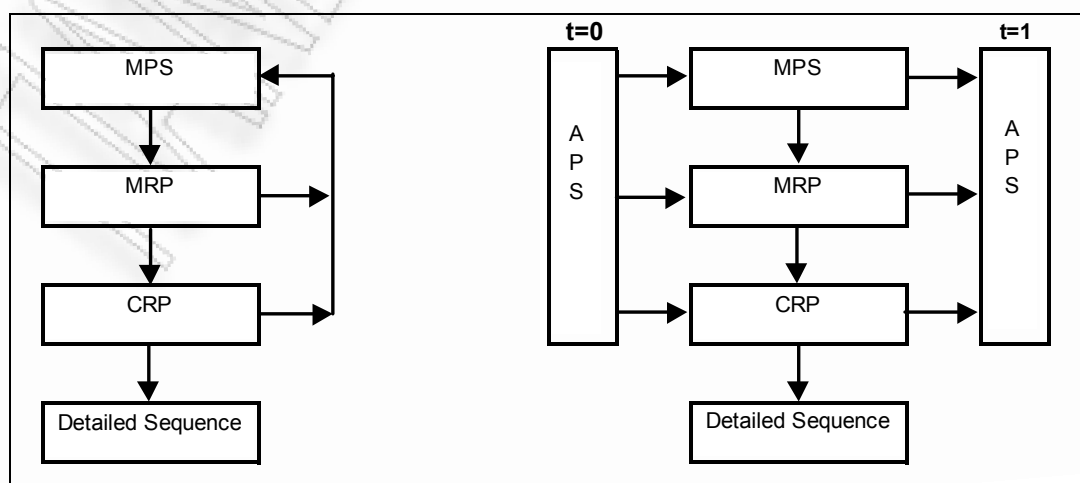 t=0
t=1
MPS
MPS
MRP
MRP
CRP
CRP
Detailed Sequence
Detailed Sequence
A
P
S
A
P
S